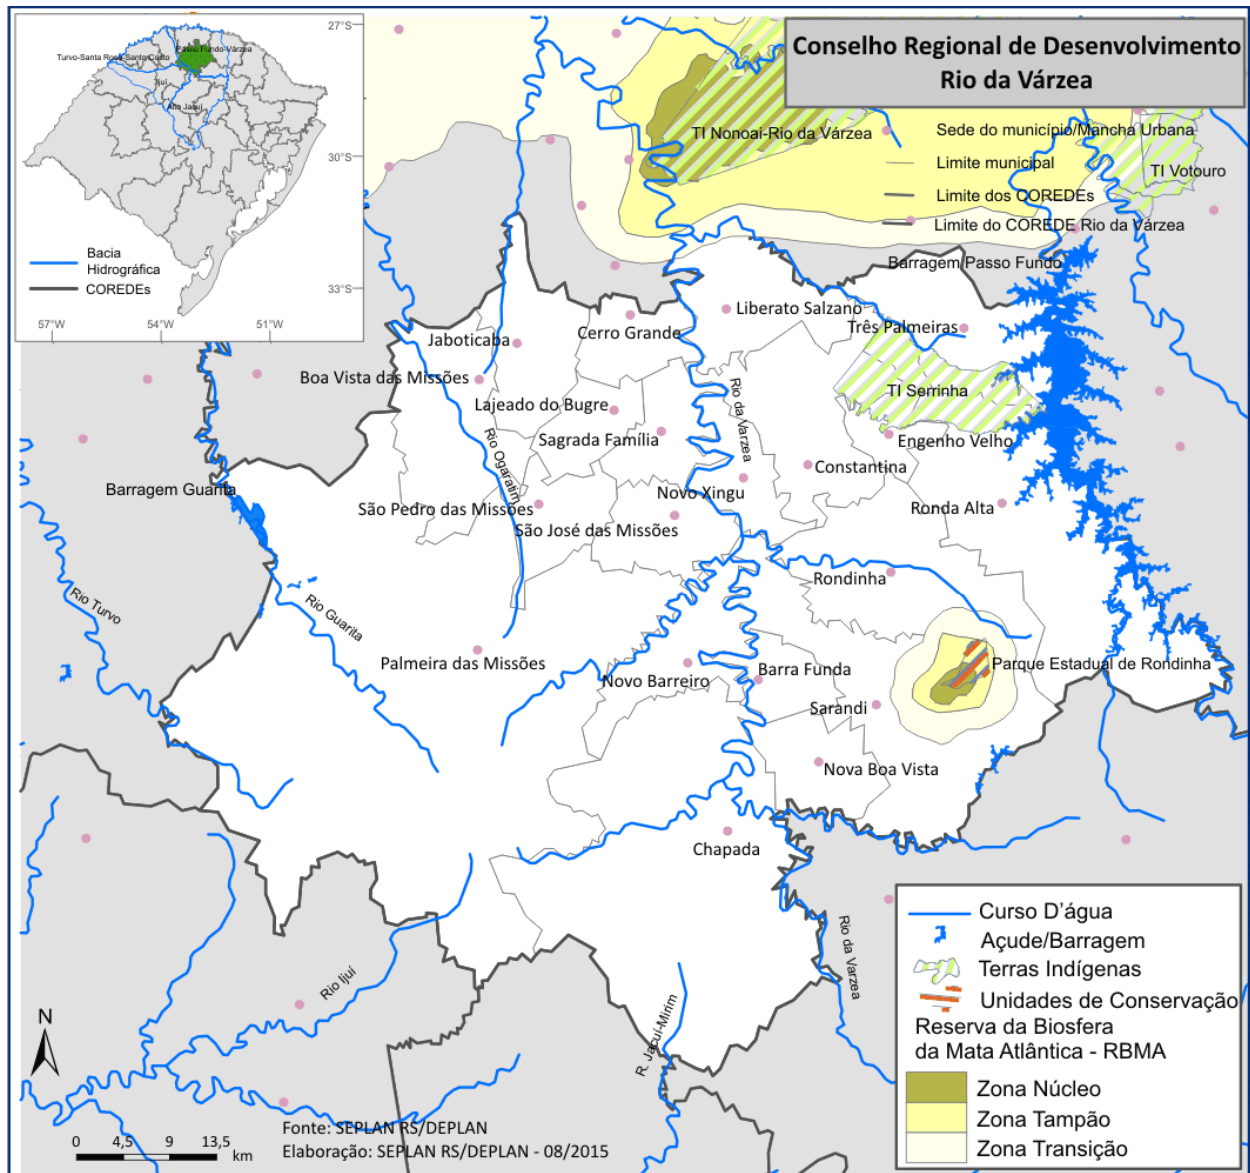 Conselho Regional de Desenvolvimento
Rio da Várzea
27°S
30°S
33°S
57°W
54°W
51°W
Passo Fundo-Várzea
Turvo-Santa Rosa-Santo Cristo
Ijuí
Alto Jacuí
Bacia
Hidrográfica
COREDEs
TI Nonoai-Rio da Várzea
Sede do município/Mancha Urbana
Limite municipal
Limite dos COREDEs
Limite do COREDE Rio da Várzea
TI Votouro
Barragem Passo Fundo
Liberato Salzano
Três Palmeiras
Cerro Grande
Jaboticaba
Boa Vista das Missões
Lajeado do Bugre
TI Serrinha
Rio da Varzea
Sagrada Família
Engenho Velho
Rio Ogaratim
Constantina
Barragem Guarita
Novo Xingu
São Pedro das Missões
Ronda Alta
São José das Missões
Rondinha
Rio Turvo
Rio Guarita
Palmeira das Missões
Barra Funda
Parque Estadual de Rondinha
Novo Barreiro
Sarandi
Nova Boa Vista
Chapada
Rio da Varzea
Rio Ijuí
R. Jacuí-Mirim
N
0 4,5 9 13,5
km
Fonte: SEPLAN RS/DEPLAN
Elaboração: SEPLAN RS/DEPLAN - 08/2015
Curso D'água
Açude/Barragem
Terras Indígenas
Unidades de Conservação
Reserva da Biosfera
da Mata Atlântica - RBMA
Zona Núcleo
Zona Tampão
Zona Transição